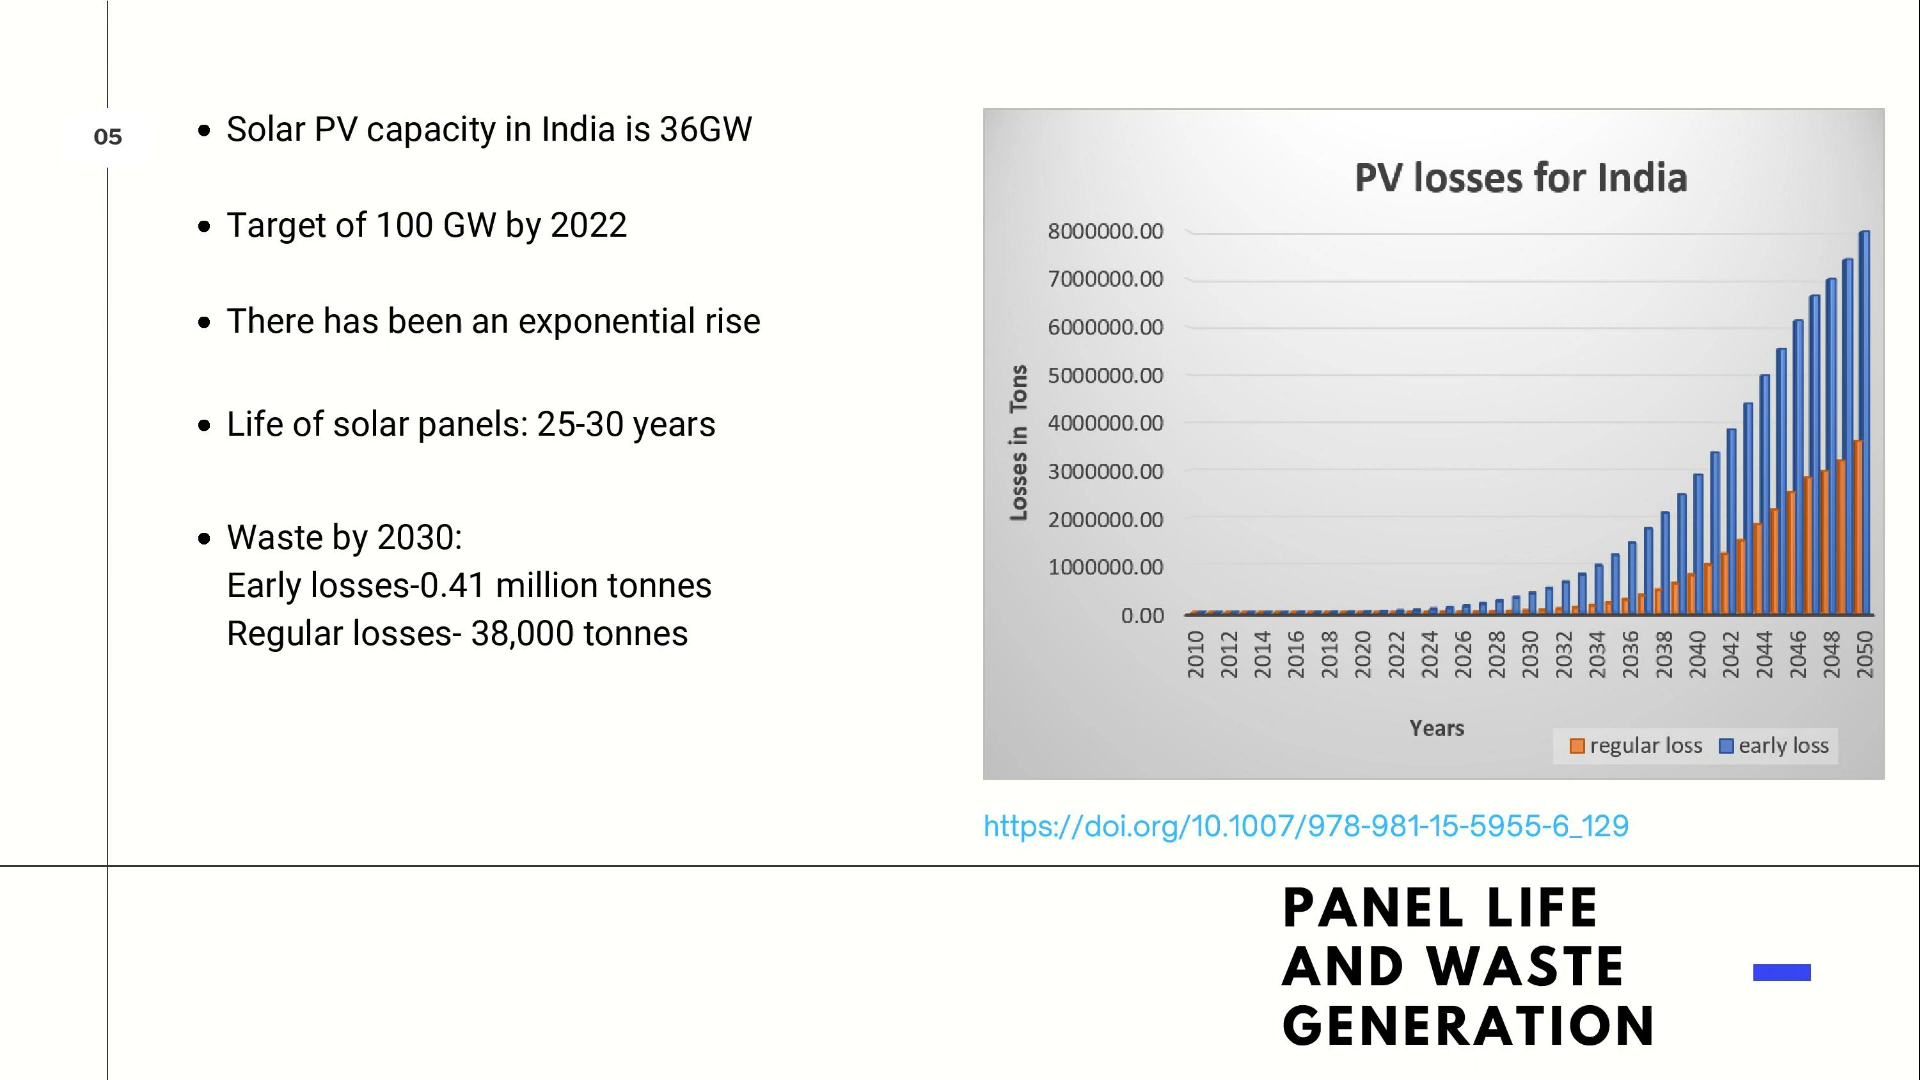 05
Solar PV capacity in India is 36GW
Target of 100 GW by 2022
There has been an exponential rise
Life of solar panels: 25-30 years
Waste by 2030:
Early losses-0.41 million tonnes
Regular losses- 38,000 tonnes
PV losses for India
Losses in Tons
8000000.00
7000000.00
6000000.00
5000000.00
4000000.00
3000000.00
2000000.00
1000000.00
0.00
2010 2012 2014 2016 2018 2020 2022 2024 2026 2028 2030 2032 2034 2036 2038 2040 2042 2044 2046 2048 2050
Years
regular loss early loss
https://doi.org/10.1007/978-981-15-5955-6_129
PANEL LIFE
AND WASTE
GENERATION